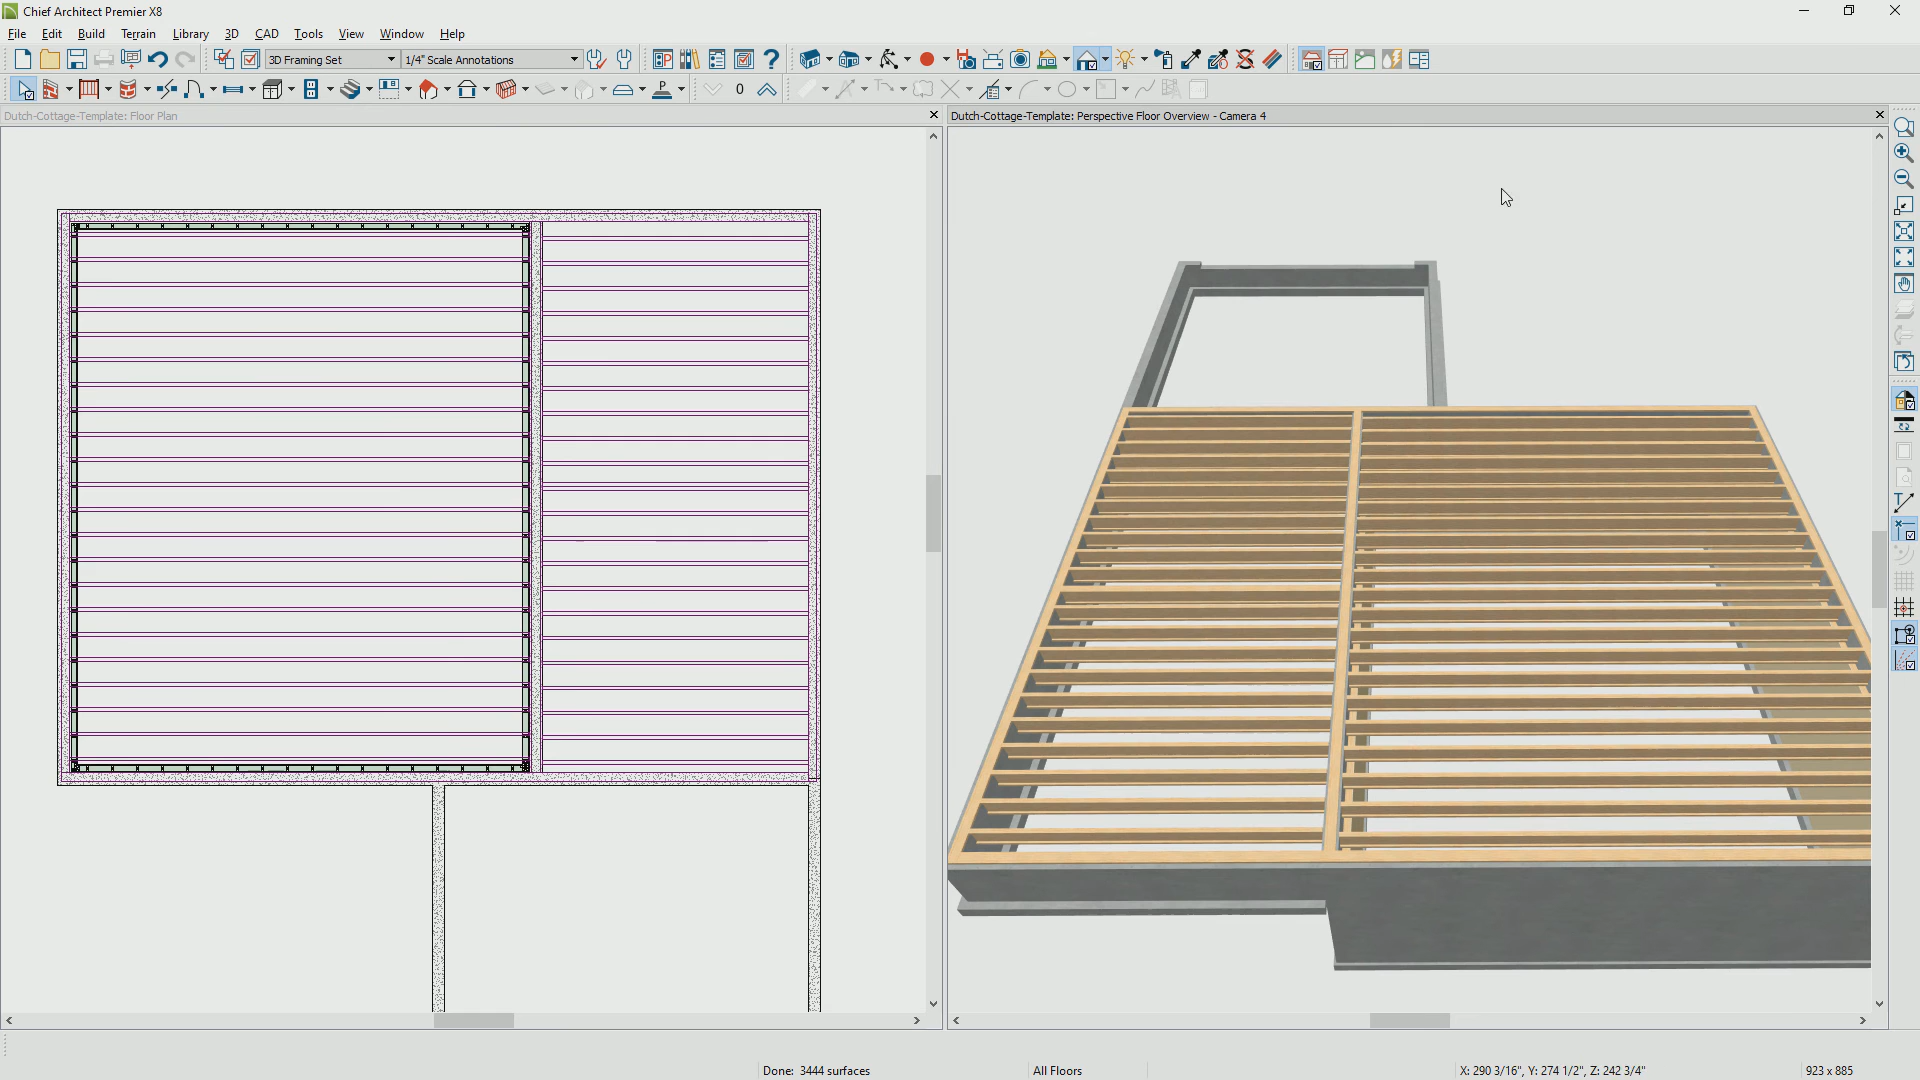 Chief Architect Premier X8
File Edit Build Terrain Library 3D CAD Tools View Window Help
3D Framing Set 1/4" Scale Annotations
0
Dutch-Cottage-Template: Floor Plan
Dutch-Cottage-Template: Perspective Floor Overview - Camera 4
Done: 3444 surfaces All Floors X: 290 3/16", Y: 274 1/2", Z: 242 3/4" 923 x 885